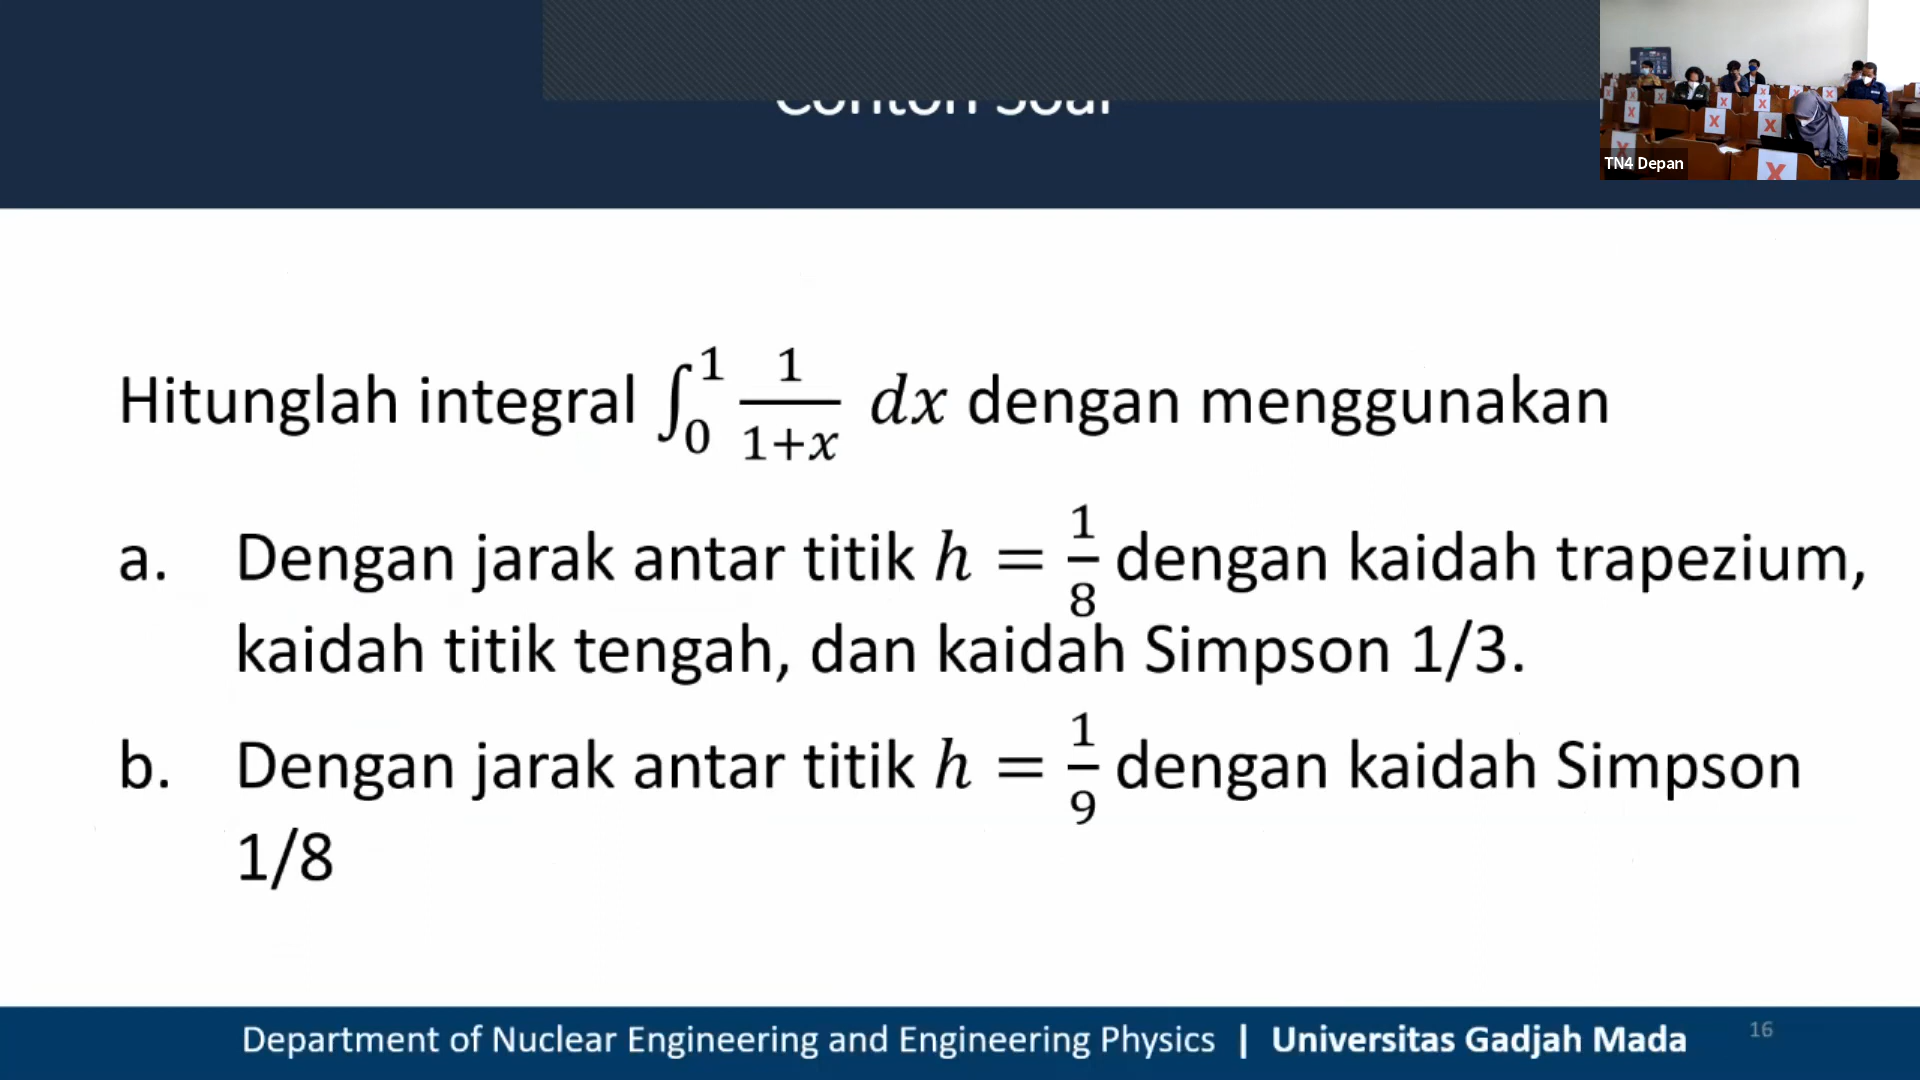 TN4 Depan
Hitunglah integral ∫₀¹ 1/(1+x) dx dengan menggunakan
a. Dengan jarak antar titik h = 1/8 dengan kaidah trapezium,
kaidah titik tengah, dan kaidah Simpson 1/3.
b. Dengan jarak antar titik h = 1/9 dengan kaidah Simpson
1/8
Department of Nuclear Engineering and Engineering Physics | Universitas Gadjah Mada 16